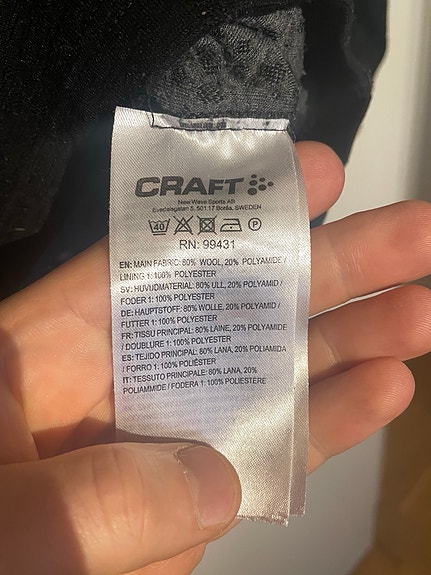 CRAFT
New Wave Sports AB
Evedalsgatan 5, 501 17 Borås, SWEDEN
40 P
RN: 99431
EN: MAIN FABRIC: 80% WOOL, 20% POLYAMIDE /
LINING 1: 100% POLYESTER
SV: HUVUDMATERIAL: 80% ULL, 20% POLYAMID /
FODER 1: 100% POLYESTER
DE: HAUPTSTOFF: 80% WOLLE, 20% POLYAMID /
FUTTER 1: 100% POLYESTER
FR: TISSU PRINCIPAL: 80% LAINE, 20% POLYAMIDE
/ DOUBLURE 1: 100% POLYESTER
ES: TEJIDO PRINCIPAL: 80% LANA, 20% POLIAMIDA
/ FORRO 1: 100% POLIÉSTER
IT: TESSUTO PRINCIPALE: 80% LANA, 20%
POLIAMMIDE / FODERA 1: 100% POLIESTERE